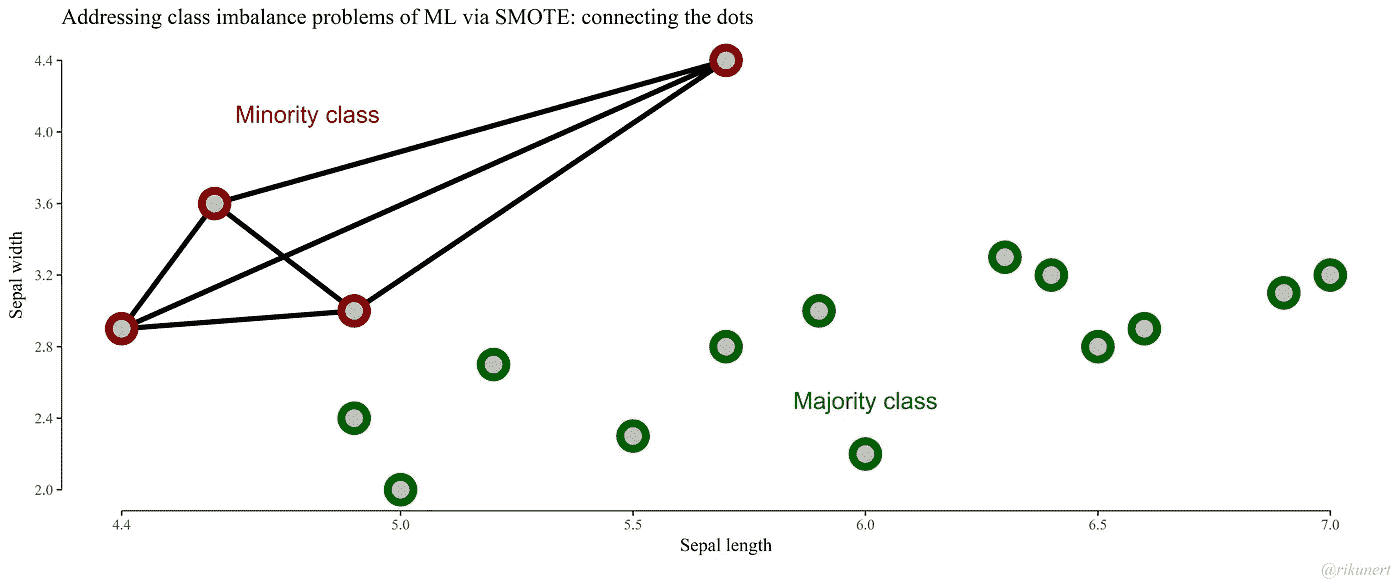 Addressing class imbalance problems of ML via SMOTE: connecting the dots
4.4
Minority class
4.0
3.6
3.2
Sepal width
2.8
Majority class
2.4
2.0
4.4 5.0 5.5 6.0 6.5 7.0
Sepal length
@rikunert